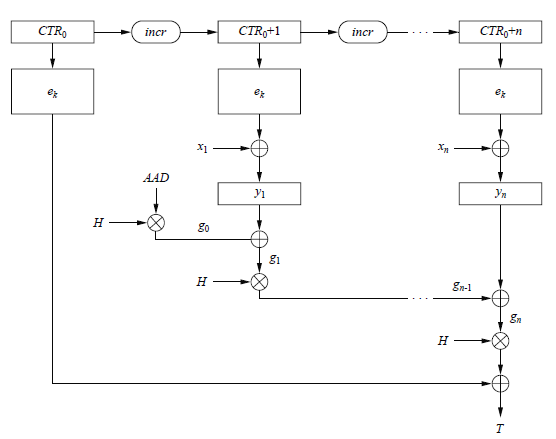 CTR₀ incr CTR₀+1 incr · · · CTR₀+n
eₖ eₖ eₖ
x₁ xₙ
AAD y₁ yₙ
H g₀
g₁
H · · · gₙ₋₁
gₙ
H
T